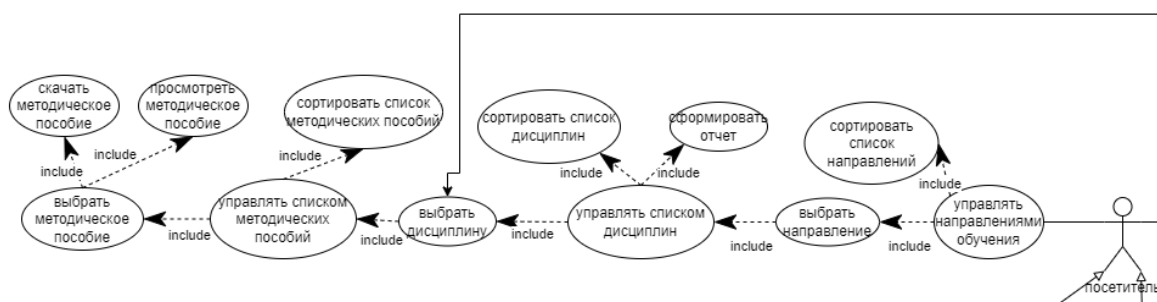 скачать
методическое
пособие
просмотреть
методическое
пособие
сортировать список
методических пособий
сортировать список
дисциплин
сформировать
отчет
сортировать
список
направлений
include
include
include
include
include
include
выбрать
методическое
пособие
include
управлять списком
методических
пособий
include
выбрать
дисциплину
include
управлять списком
дисциплин
include
выбрать
направление
include
управлять
направлениями
обучения
посетитель